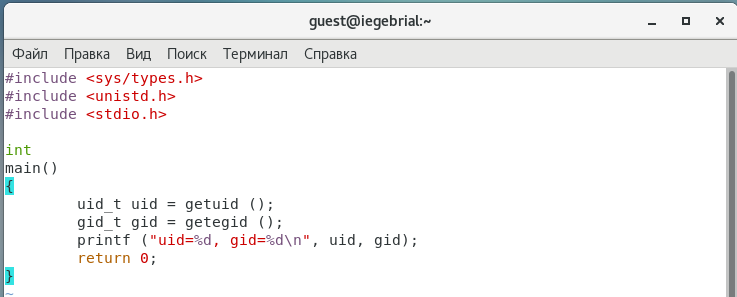 guest@iegebrial:~
Файл Правка Вид Поиск Терминал Справка
#include <sys/types.h>
#include <unistd.h>
#include <stdio.h>

int
main()
{
        uid_t uid = getuid ();
        gid_t gid = getegid ();
        printf ("uid=%d, gid=%d\n", uid, gid);
        return 0;
}
~